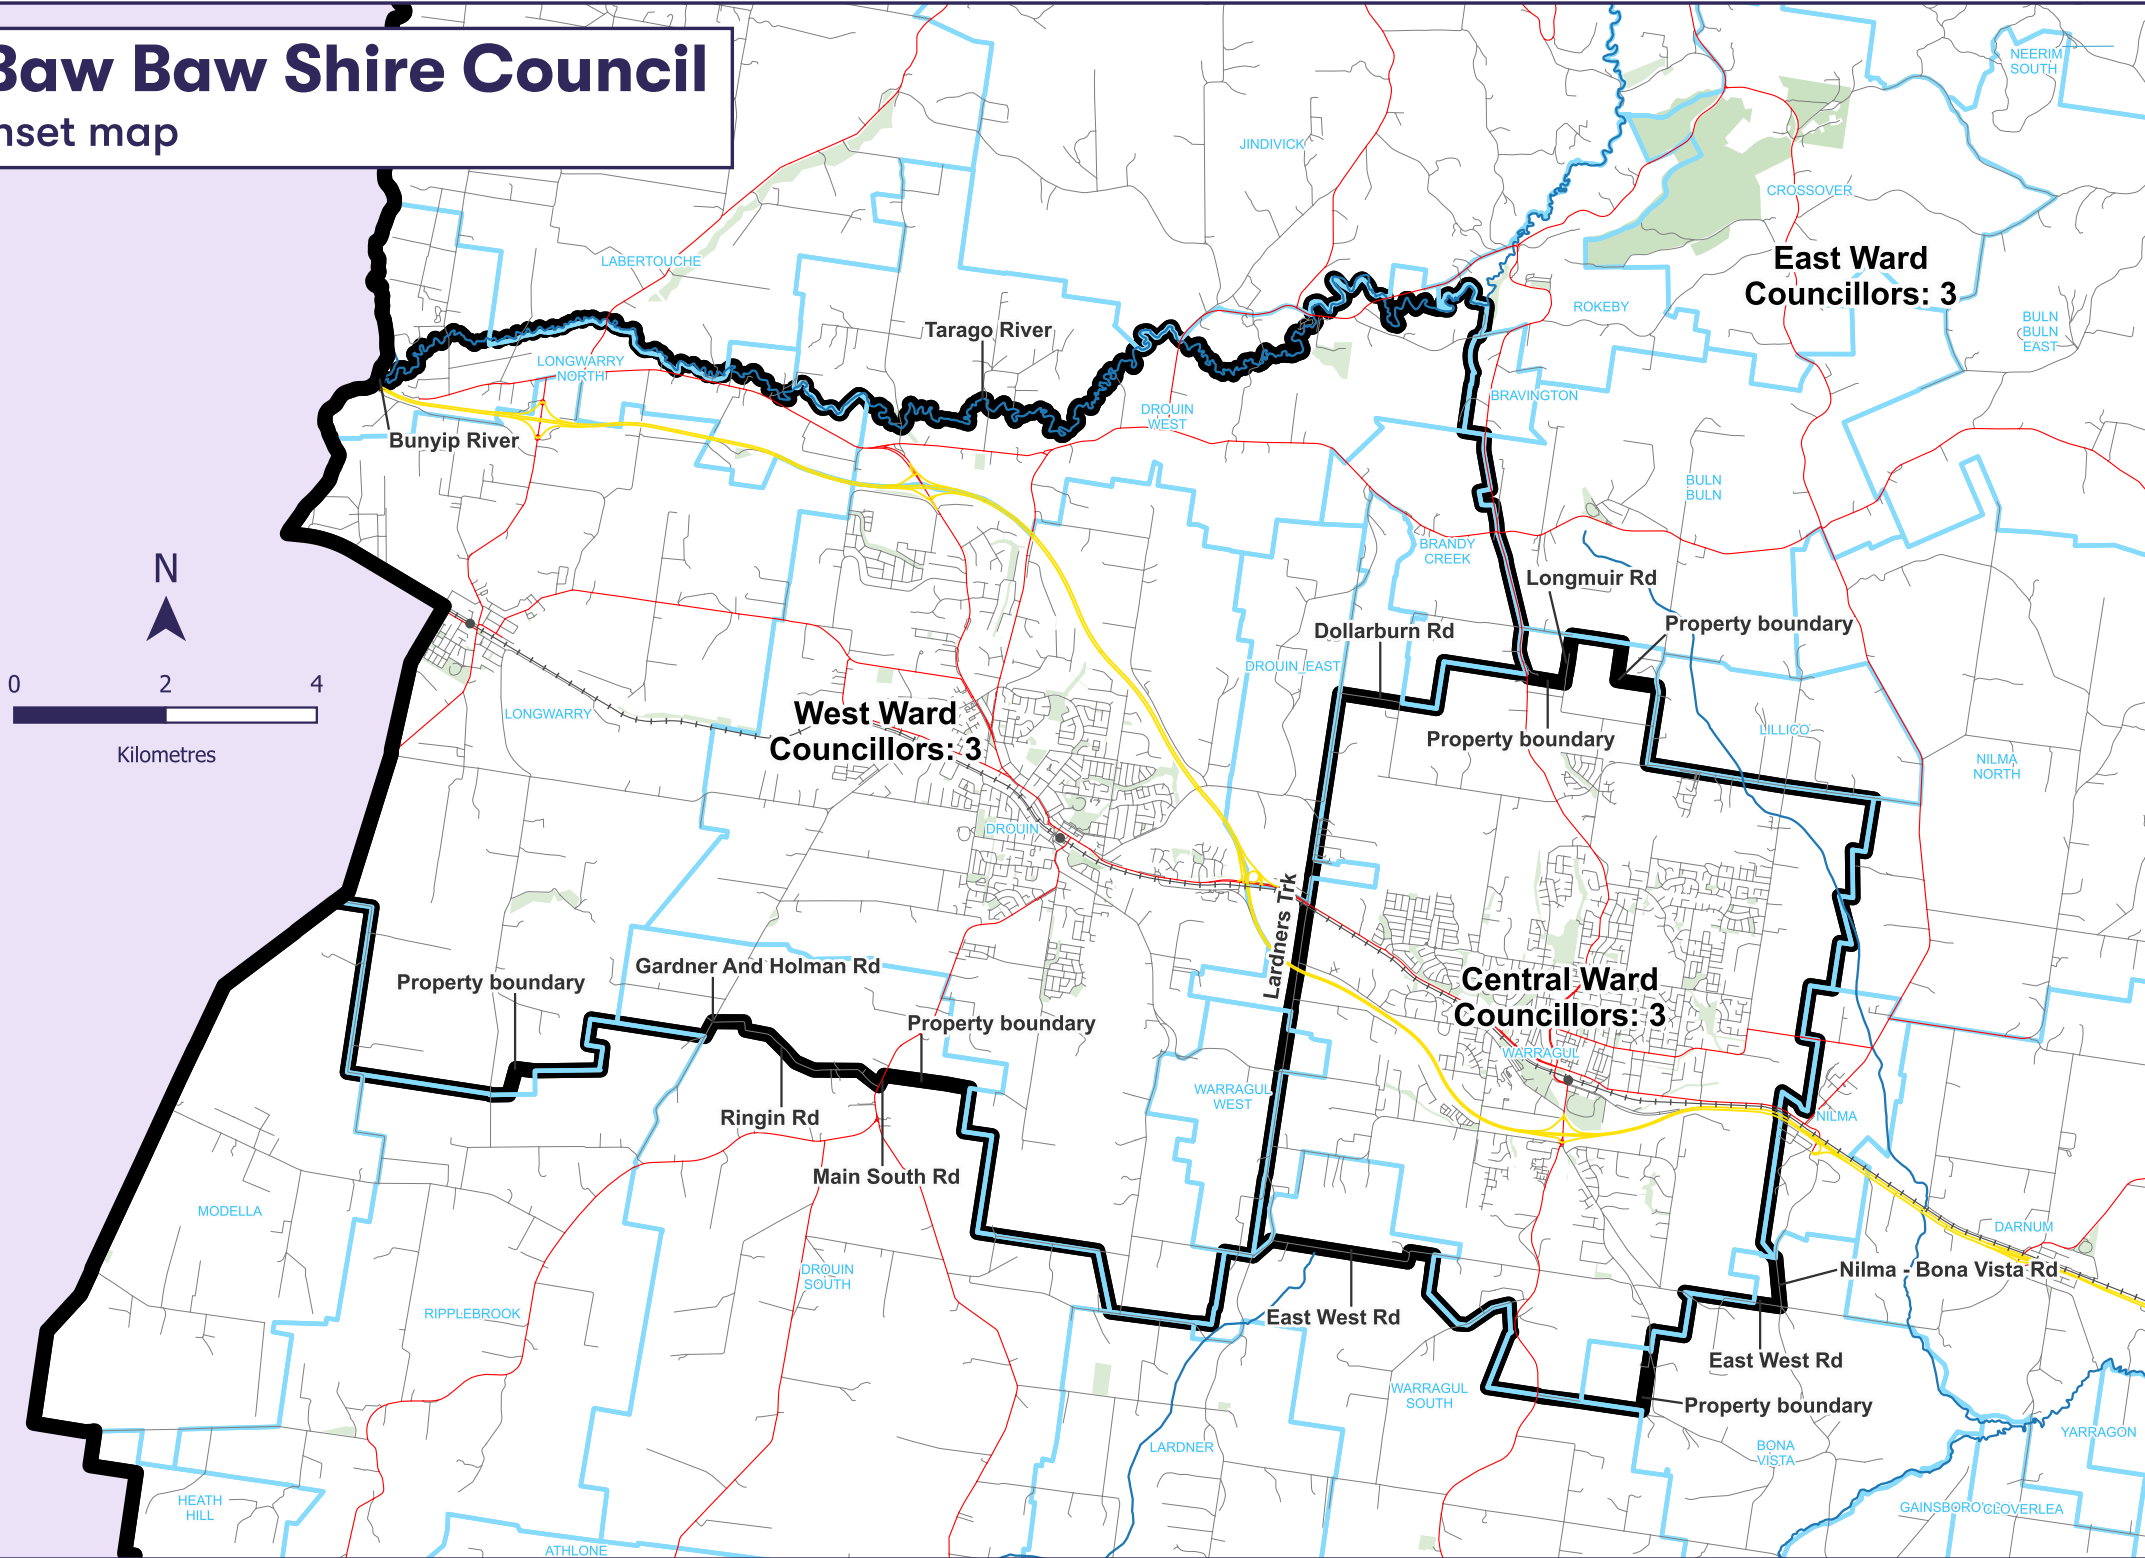 Baw Baw Shire Council
nset map
NEERIM
SOUTH
JINDIVICK
CROSSOVER
LABERTOUCHE
East Ward
Councillors: 3
ROKEBY
BULN
BULN
EAST
Tarago River
LONGWARRY
NORTH
BRAVINGTON
DROUIN
WEST
Bunyip River
BULN
BULN
BRANDY
CREEK
N
Longmuir Rd
Property boundary
Dollarburn Rd
DROUIN EAST
0 2 4
Kilometres
LONGWARRY
West Ward
Councillors: 3
Property boundary
LILLICO
NILMA
NORTH
DROUIN
Lardners Trk
Gardner And Holman Rd
Property boundary
Central Ward
Councillors: 3
Property boundary
WARRAGUL
WARRAGUL
WEST
Ringin Rd
NILMA
Main South Rd
MODELLA
DARNUM
DROUIN
SOUTH
Nilma - Bona Vista Rd
RIPPLEBROOK
East West Rd
East West Rd
WARRAGUL
SOUTH
Property boundary
LARDNER
BONA
VISTA
YARRAGON
HEATH
HILL
GAINSBORO
CLOVERLEA
ATHLONE